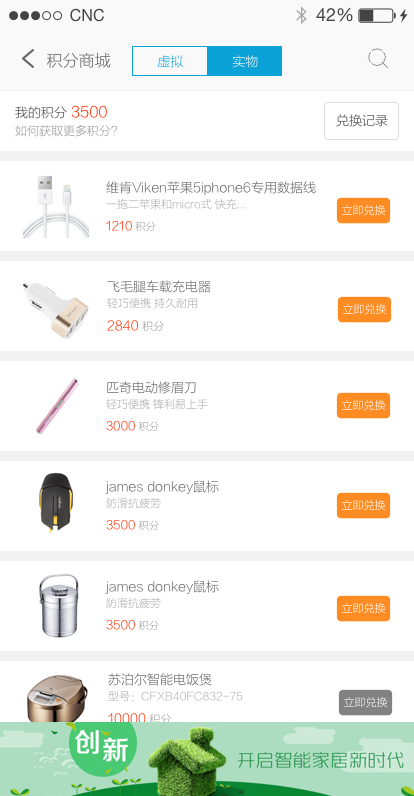 CNC 42%
积分商城 虚拟 实物
我的积分 3500
如何获取更多积分?
兑换记录
维肯Viken苹果5iphone6专用数据线
一拖二苹果和micro式 快充...
1210 积分
立即兑换
飞毛腿车载充电器
轻巧便携 持久耐用
2840 积分
立即兑换
匹奇电动修眉刀
轻巧便携 锋利易上手
3000 积分
立即兑换
james donkey鼠标
防滑抗疲劳
3500 积分
立即兑换
james donkey鼠标
防滑抗疲劳
3500 积分
立即兑换
苏泊尔智能电饭煲
型号: CFXB40FC832-75
10000 积分
立即兑换
创新
开启智能家居新时代